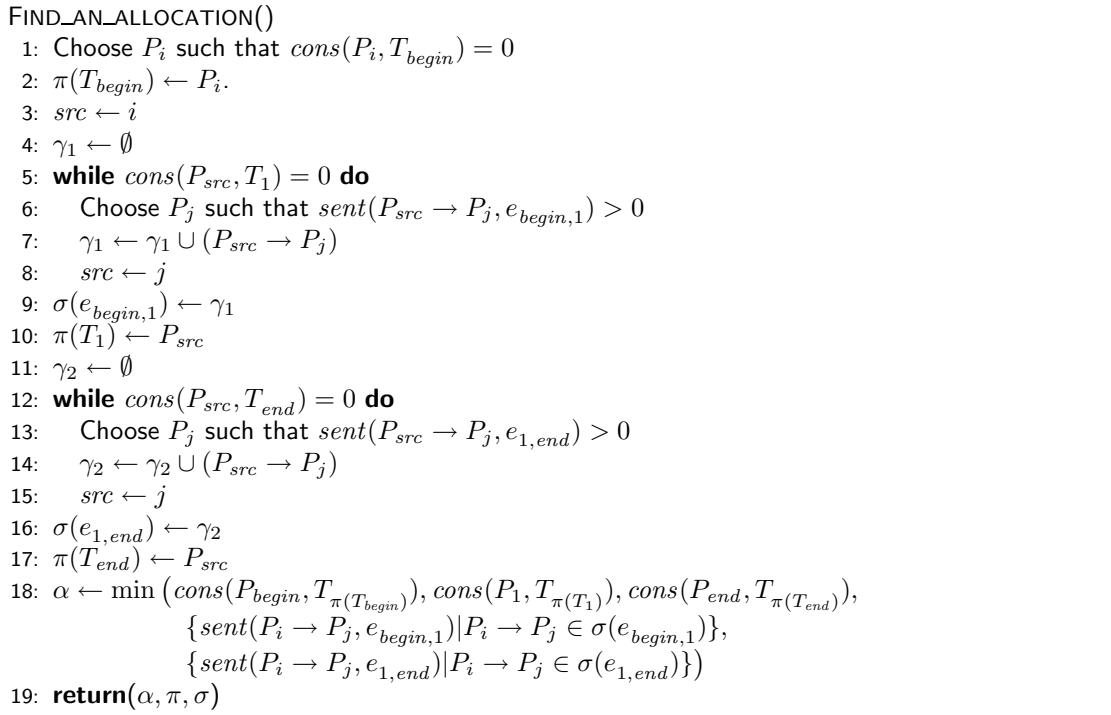 FIND_AN_ALLOCATION()
1: Choose P_i such that cons(P_i, T_begin) = 0
2: π(T_begin) ← P_i.
3: src ← i
4: γ_1 ← ∅
5: while cons(P_src, T_1) = 0 do
6: Choose P_j such that sent(P_src → P_j, e_begin,1) > 0
7: γ_1 ← γ_1 ∪ (P_src → P_j)
8: src ← j
9: σ(e_begin,1) ← γ_1
10: π(T_1) ← P_src
11: γ_2 ← ∅
12: while cons(P_src, T_end) = 0 do
13: Choose P_j such that sent(P_src → P_j, e_1,end) > 0
14: γ_2 ← γ_2 ∪ (P_src → P_j)
15: src ← j
16: σ(e_1,end) ← γ_2
17: π(T_end) ← P_src
18: α ← min (cons(P_begin, T_π(T_begin)), cons(P_1, T_π(T_1)), cons(P_end, T_π(T_end)),
{sent(P_i → P_j, e_begin,1)|P_i → P_j ∈ σ(e_begin,1)},
{sent(P_i → P_j, e_1,end)|P_i → P_j ∈ σ(e_1,end)})
19: return(α, π, σ)